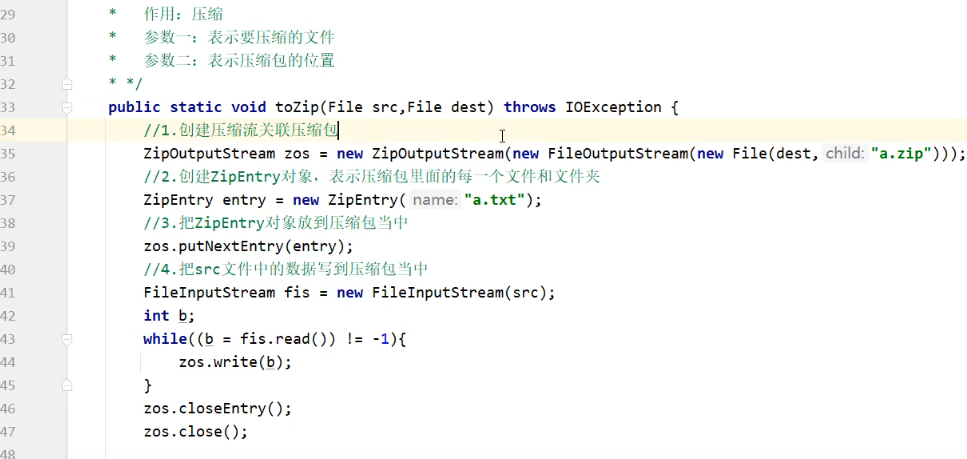 29 * 作用：压缩
30 * 参数一：表示要压缩的文件
31 * 参数二：表示压缩包的位置
32 * */
33 public static void toZip(File src,File dest) throws IOException {
34 //1.创建压缩流关联压缩包
35 ZipOutputStream zos = new ZipOutputStream(new FileOutputStream(new File(dest, child: "a.zip")));
36 //2.创建ZipEntry对象，表示压缩包里面的每一个文件和文件夹
37 ZipEntry entry = new ZipEntry( name: "a.txt");
38 //3.把ZipEntry对象放到压缩包当中
39 zos.putNextEntry(entry);
40 //4.把src文件中的数据写到压缩包当中
41 FileInputStream fis = new FileInputStream(src);
42 int b;
43 while((b = fis.read()) != -1){
44 zos.write(b);
45 }
46 zos.closeEntry();
47 zos.close();
48